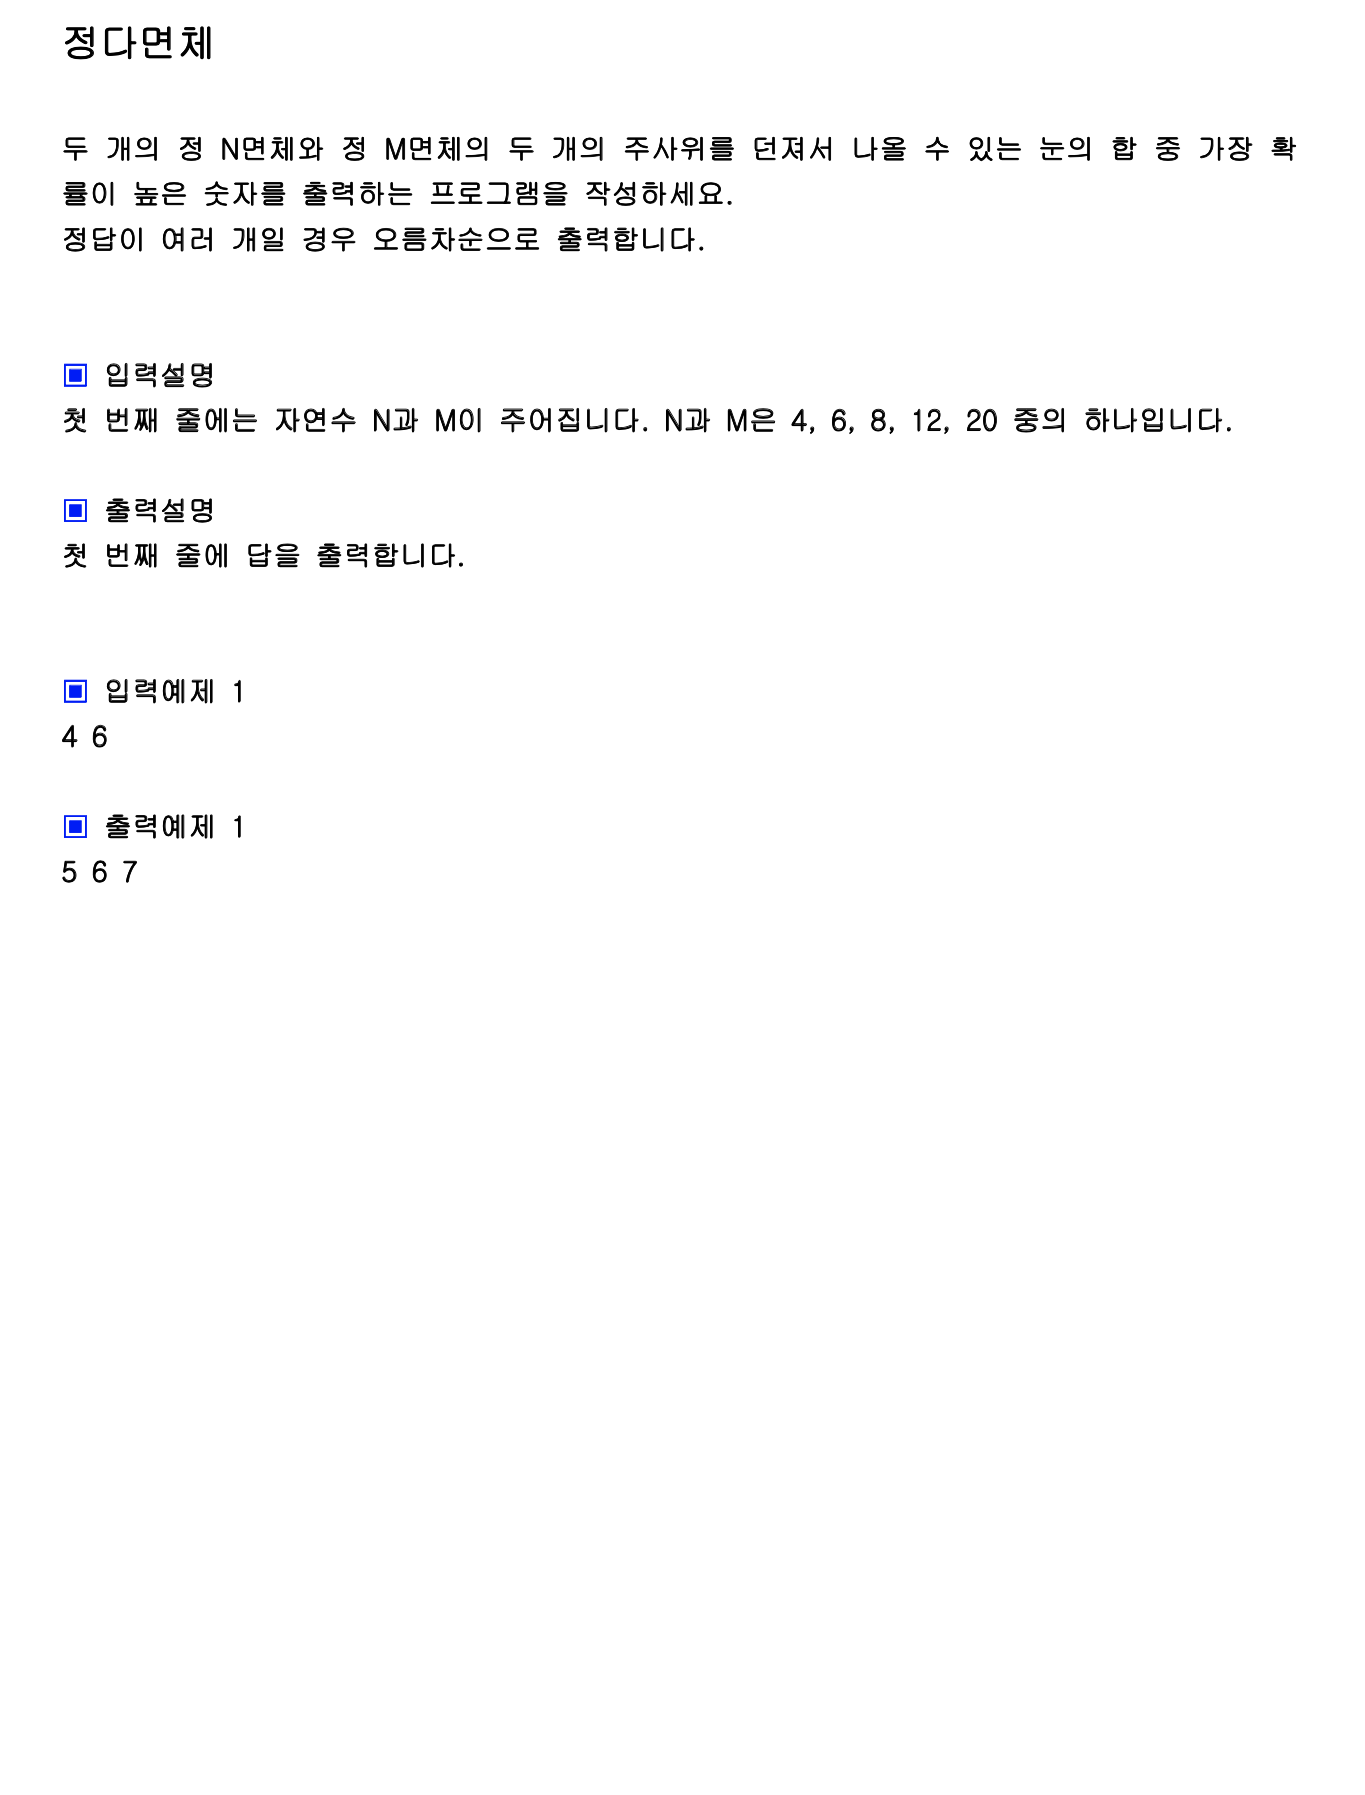 정다면체
두 개의 정 N면체와 정 M면체의 두 개의 주사위를 던져서 나올 수 있는 눈의 합 중 가장 확
률이 높은 숫자를 출력하는 프로그램을 작성하세요.
정답이 여러 개일 경우 오름차순으로 출력합니다.
▣ 입력설명
첫 번째 줄에는 자연수 N과 M이 주어집니다. N과 M은 4, 6, 8, 12, 20 중의 하나입니다.
▣ 출력설명
첫 번째 줄에 답을 출력합니다.
▣ 입력예제 1
4 6
▣ 출력예제 1
5 6 7